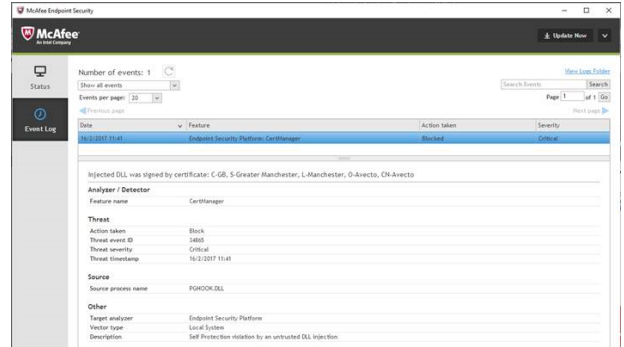 McAfee Endpoint Security
McAfee
An Intel Company
Update Now
Status
Event Log
Number of events: 1
View Logs Folder
Show all events
Search Events
Search
Events per page: 20
Page 1 of 1 Go
Previous page
Next page
Date Feature Action taken Severity
16/2/2017 11:41 Endpoint Security Platform: CertManager Blocked Critical
Injected DLL was signed by certificate: C-GB, S-Greater Manchester, L-Manchester, O-Avecto, CN-Avecto
Analyzer / Detector
Feature name CertManager
Threat
Action taken Block
Threat event ID 34865
Threat severity Critical
Threat timestamp 16/2/2017 11:41
Source
Source process name PGHOOK.DLL
Other
Target analyzer Endpoint Security Platform
Vector type Local System
Description Self Protection violation by an untrusted DLL injection